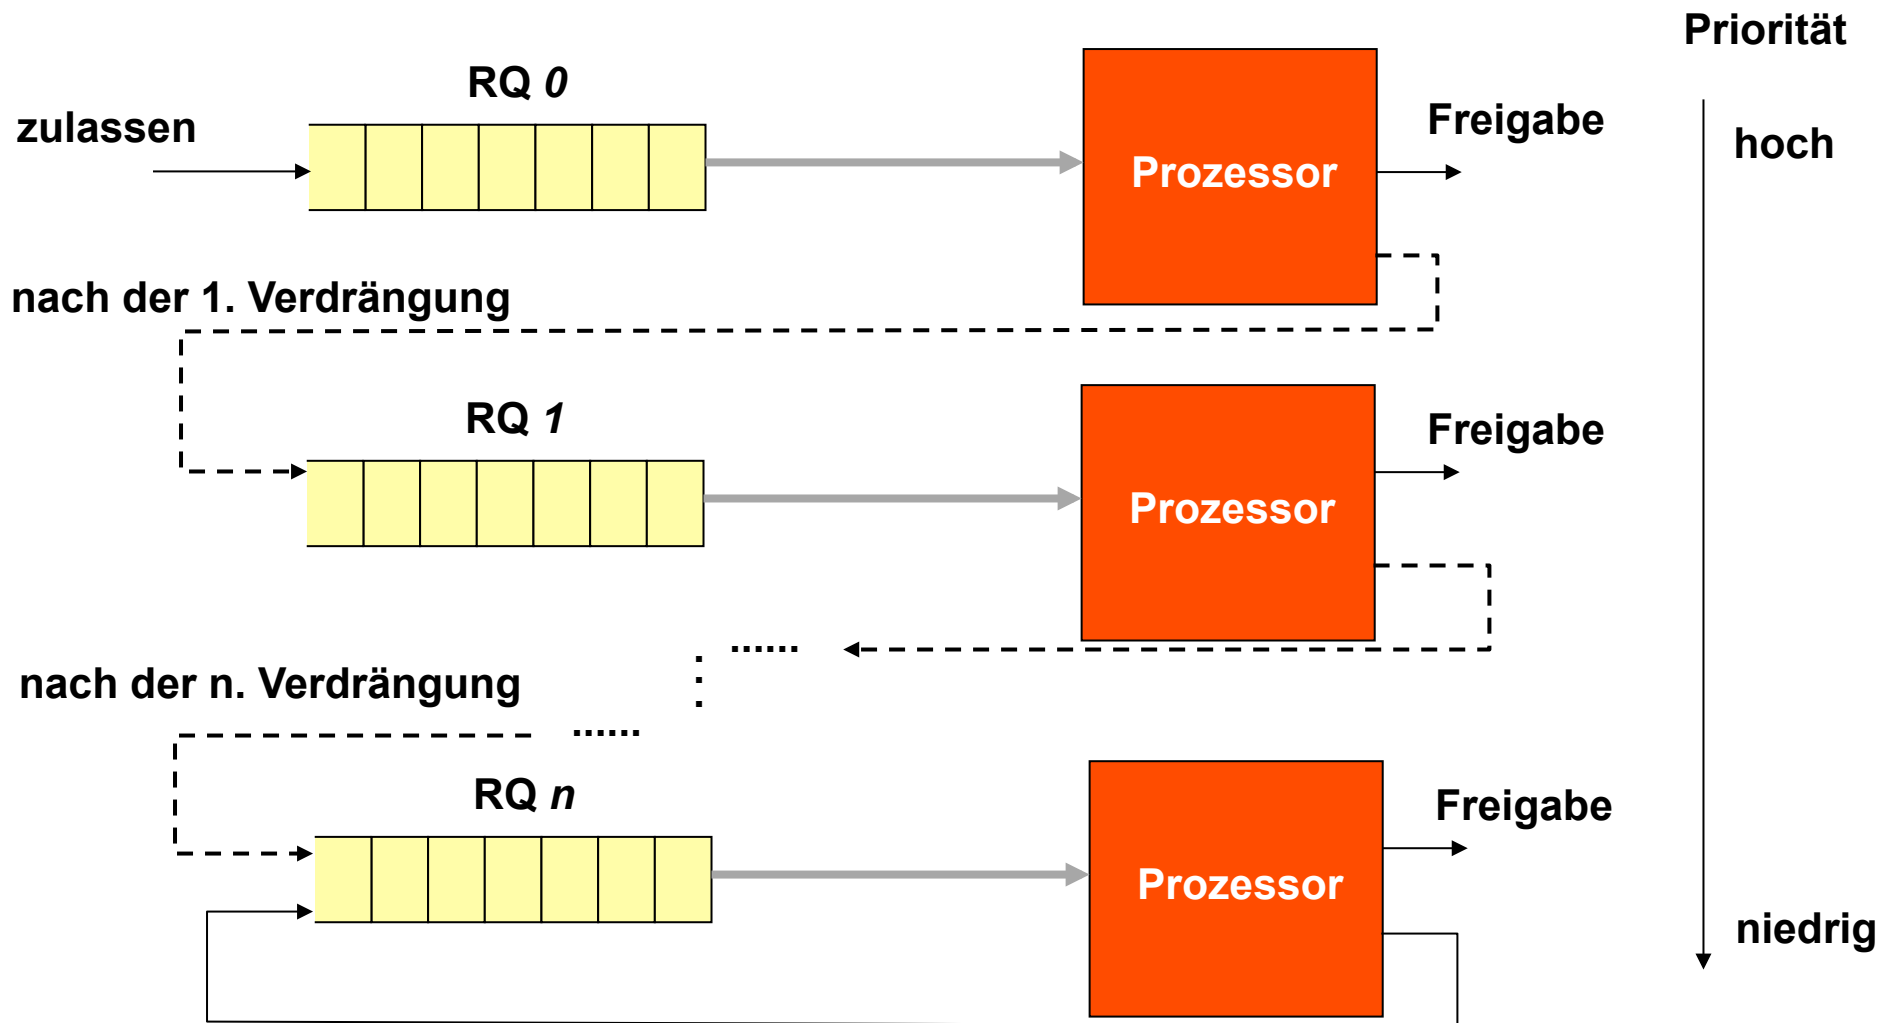 Priorität
RQ 0
zulassen
Freigabe
hoch
Prozessor
nach der 1. Verdrängung
RQ 1
Freigabe
Prozessor
......
nach der n. Verdrängung
......
RQ n
Freigabe
Prozessor
niedrig